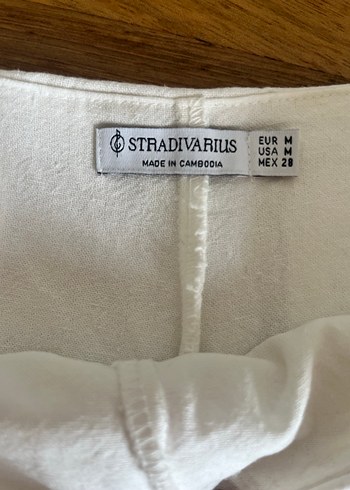 STRADIVARIUS
MADE IN CAMBODIA
EUR M
USA M
MEX 28